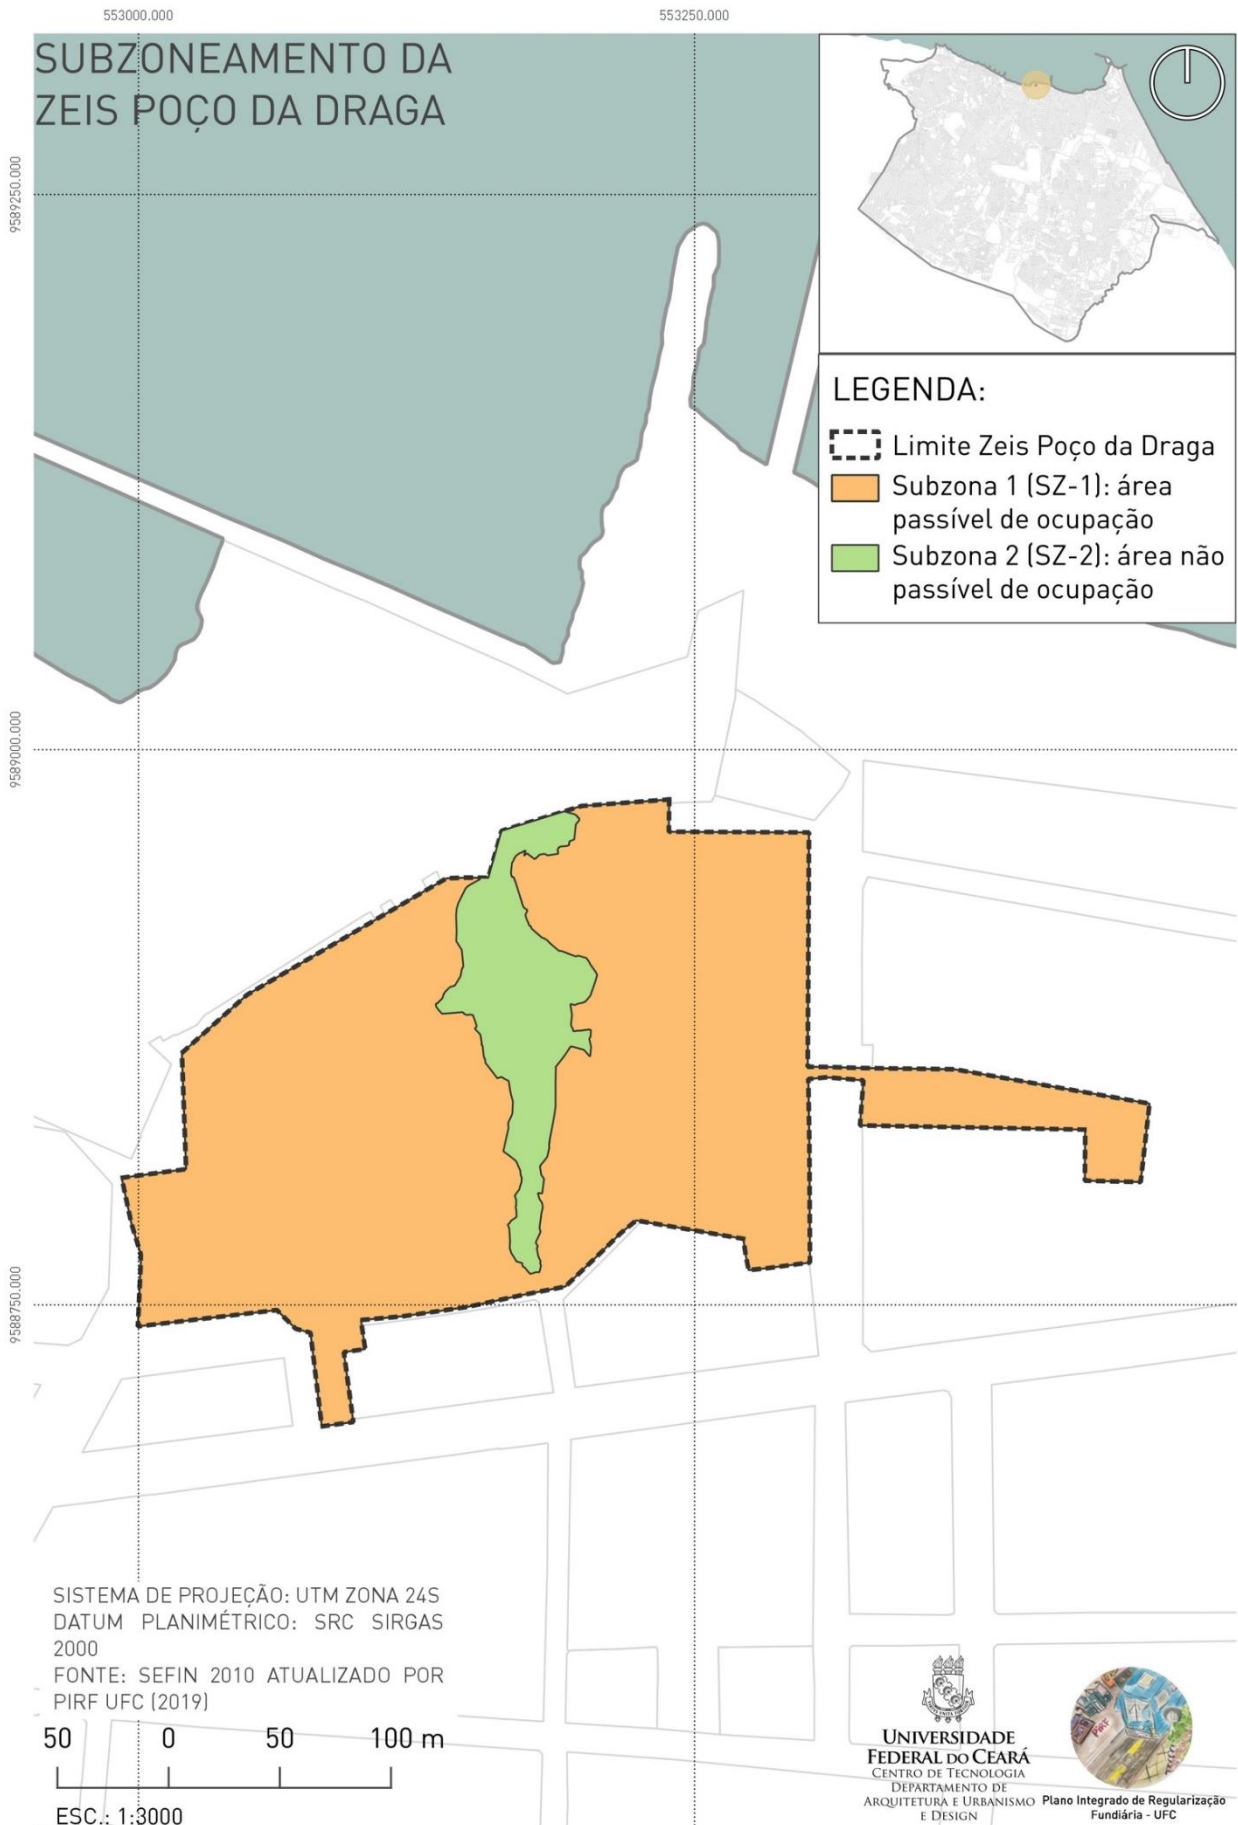 553000.000
553250.000
SUBZONEAMENTO DA
ZEIS POÇO DA DRAGA
9589250.000
LEGENDA:
Limite Zeis Poço da Draga
Subzona 1 (SZ-1): área
passível de ocupação
Subzona 2 (SZ-2): área não
passível de ocupação
9589000.000
9588750.000
SISTEMA DE PROJEÇÃO: UTM ZONA 24S
DATUM PLANIMÉTRICO: SRC SIRGAS
2000
FONTE: SEFIN 2010 ATUALIZADO POR
PIRF UFC (2019)
50 0 50 100 m
ESC.: 1:3000
UNIVERSIDADE
FEDERAL DO CEARÁ
CENTRO DE TECNOLOGIA
DEPARTAMENTO DE
ARQUITETURA E URBANISMO
E DESIGN
PIRF
Plano Integrado de Regularização
Fundiária - UFC